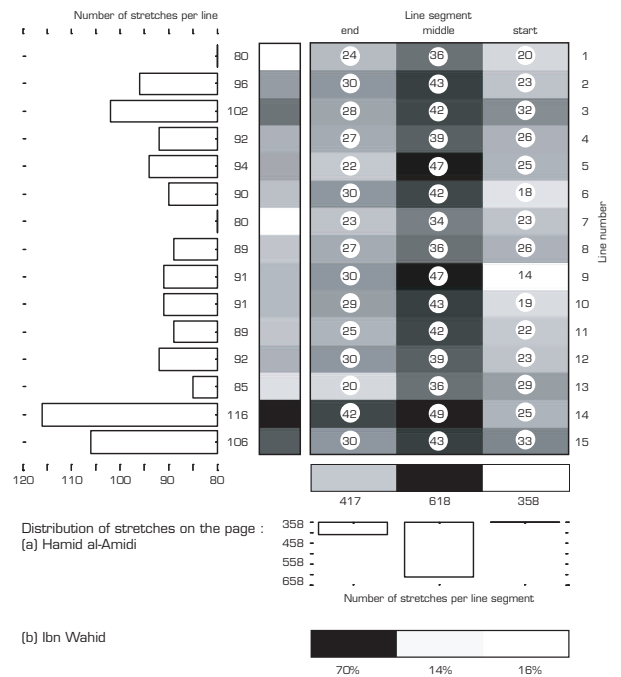 Number of stretches per line
Line segment
end middle start
80 24 36 20 1
96 30 43 23 2
102 28 42 32 3
92 27 39 26 4
94 22 47 25 5
90 30 42 18 6
80 23 34 23 7
89 27 36 26 8
91 30 47 14 9
91 29 43 19 10
89 25 42 22 11
92 30 39 23 12
85 20 36 29 13
116 42 49 25 14
106 30 43 33 15
Line number
120 110 100 90 80
417 618 358
Distribution of stretches on the page :
(a) Hamid al-Amidi
358
458
558
658
Number of stretches per line segment
(b) Ibn Wahid
70% 14% 16%